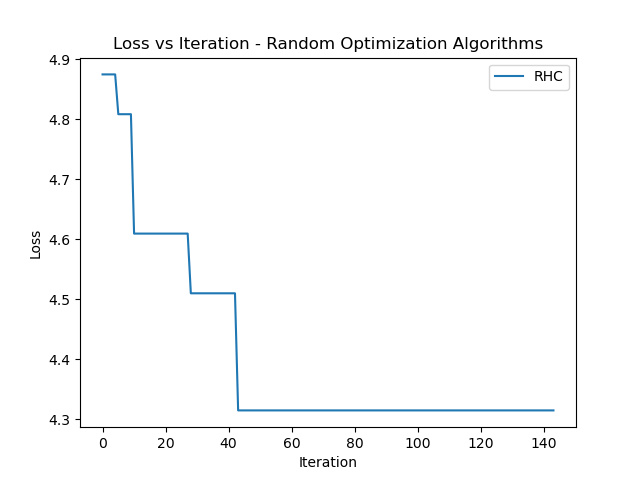 Loss vs Iteration - Random Optimization Algorithms
RHC
4.9
4.8
4.7
4.6
4.5
4.4
4.3
Loss
0 20 40 60 80 100 120 140
Iteration